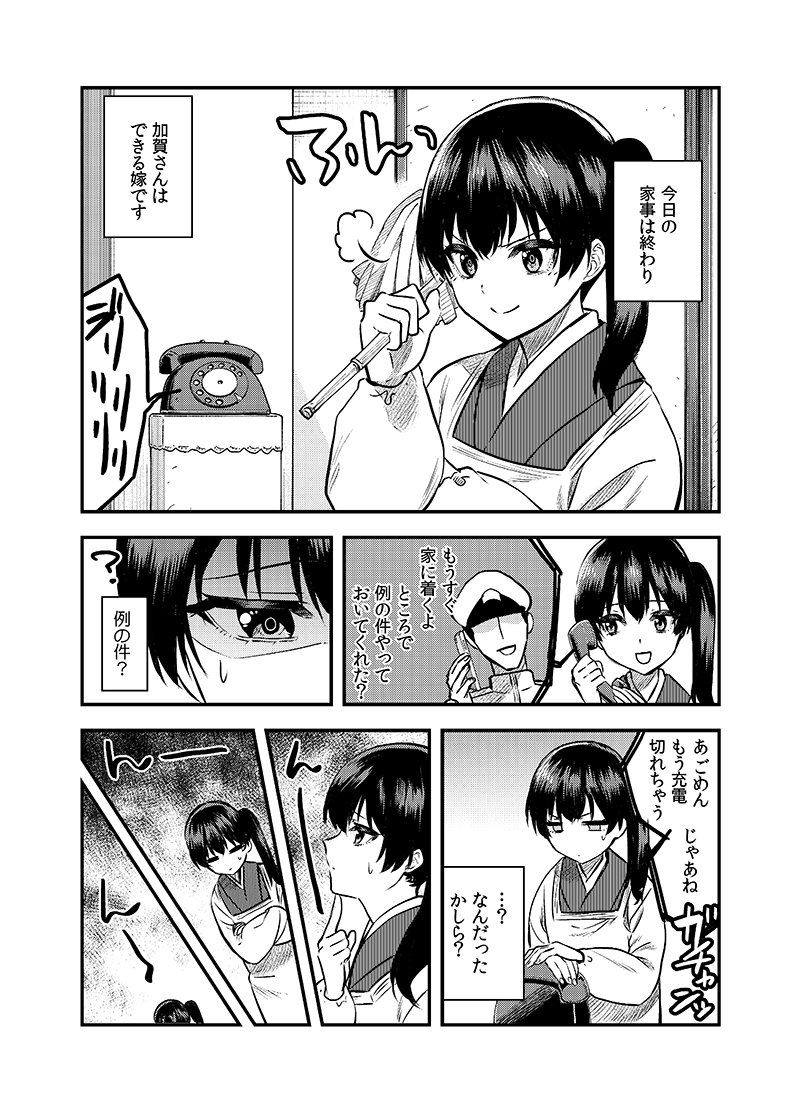 今日の
家事は終わり
ふんっ
加賀さんは
できる嫁です
ジリリリリ
もうすぐ
家に着くよ
ところで
例の件やって
おいてくれた?
?
例の件?
あごめん
もう充電
切れちゃう
じゃあね
ガチャンッ
…?
なんだった
かしら?
んー
んーー
ん〜